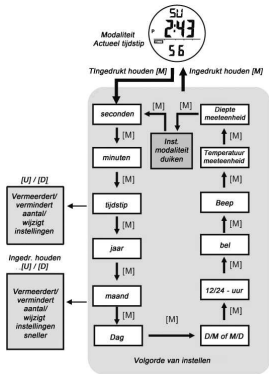 Modaliteit
Actueel tijdstip
SU
P 2:43
56
TIngedrukt houden [M]
Ingedrukt houden [M]
seconden
[M]
[M]
Diepte
meeteenheid
Inst.
modaliteit
duiken
[M]
[M]
minuten
Temperatuur
meeteenheid
[M]
[M]
[U] / [D]
Vermeerdert/
vermindert
aantal/
wijzigt
instellingen
tijdstip
Beep
[M]
[M]
jaar
bel
Ingedr. houden
[U] / [D]
Vermeerdert/
vermindert
aantal/
wijzigt
instellingen
sneller
[M]
[M]
maand
12/24 - uur
[M]
[M]
[M]
Dag
D/M of M/D
Volgorde van instellen